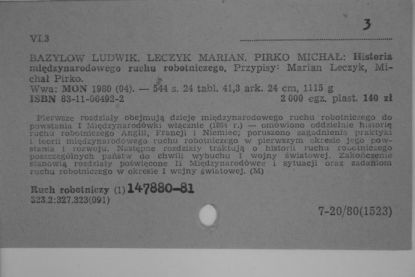 3
VI.3
BAZYLOW LUDWIK, LECZYK MARIAN, PIRKO MICHAŁ: Historia
międzynarodowego ruchu robotniczego. Przypisy: Marian Leczyk, Mi-
chał Pirko.
Wwa: MON 1980 (94). — 544 s. 24 tabl. 41,3 ark. 24 cm, 1115 g
ISBN 83-11-06492-2 2 000 egz. plast. 140 zł
Pierwsze rozdziały obejmują dzieje międzynarodowego ruchu robotniczego do
powstania I Międzynarodówki włącznie (1864 r.) — omówiono oddzielnie historię
ruchu robotniczego Anglii, Francji i Niemiec; poruszono zagadnienia praktyki
i teorii międzynarodowego ruchu robotniczego w pierwszym okresie jego pow-
stania i rozwoju. Następne rozdziały traktują o historii ruchu robotniczego
poszczególnych państw do chwili wybuchu I wojny światowej. Zakończenie
stanowią rozdziały poświęcone II Międzynarodówce i sytuacji oraz zadaniom
ruchu robotniczego w okresie I wojny światowej. (M)
Ruch robotniczy (1) 147880-81
323.2:327.323(091)
7-20/80(1523)